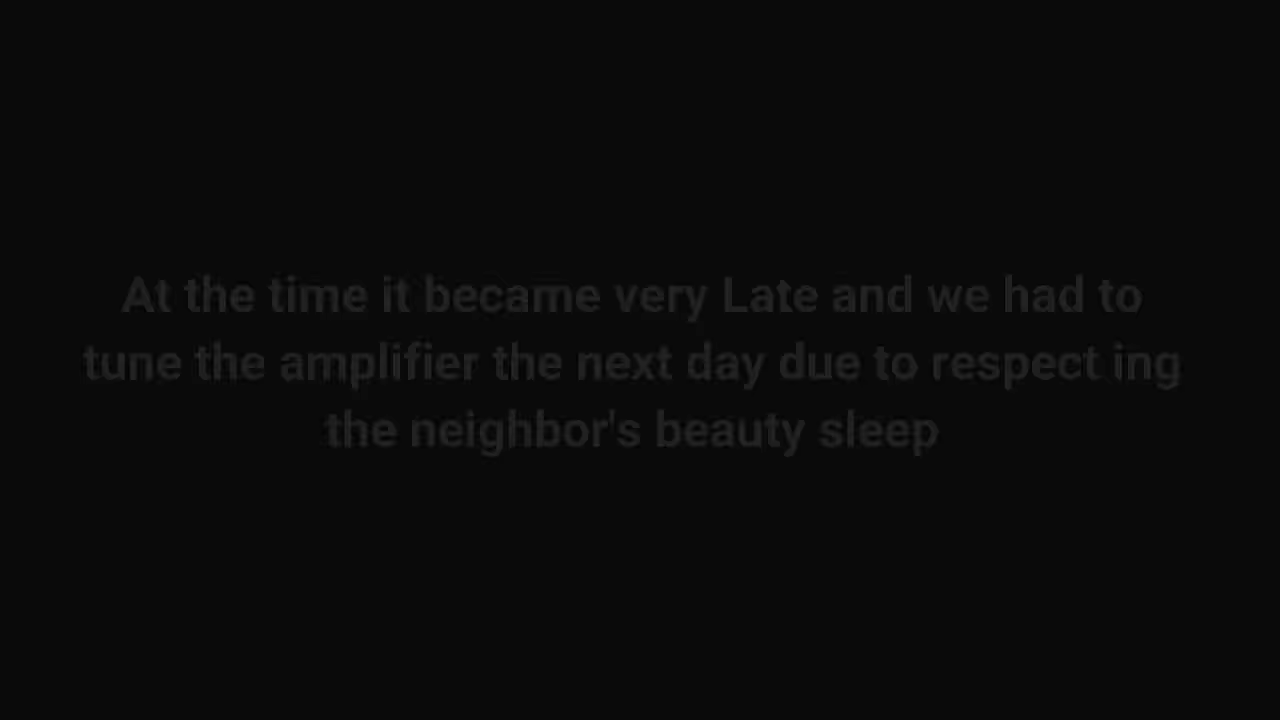 At the time it became very Late and we had to
tune the amplifier the next day due to respect ing
the neighbor's beauty sleep